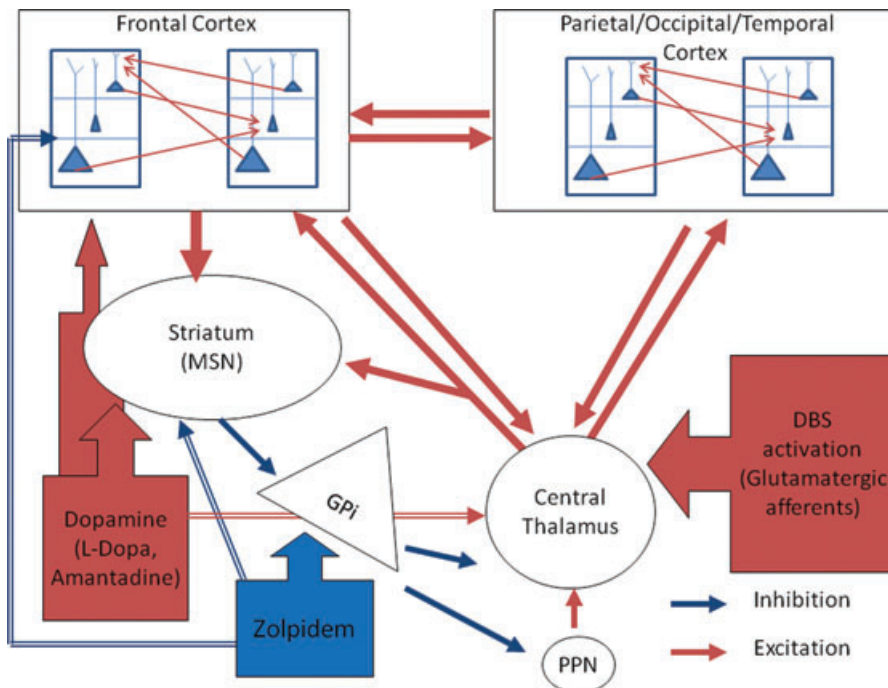 Frontal Cortex
Parietal/Occipital/Temporal
Cortex
Striatum
(MSN)
DBS
activation
(Glutamatergic
afferents)
GPi
Central
Thalamus
Dopamine
(L-Dopa,
Amantadine)
Zolpidem
Inhibition
Excitation
PPN